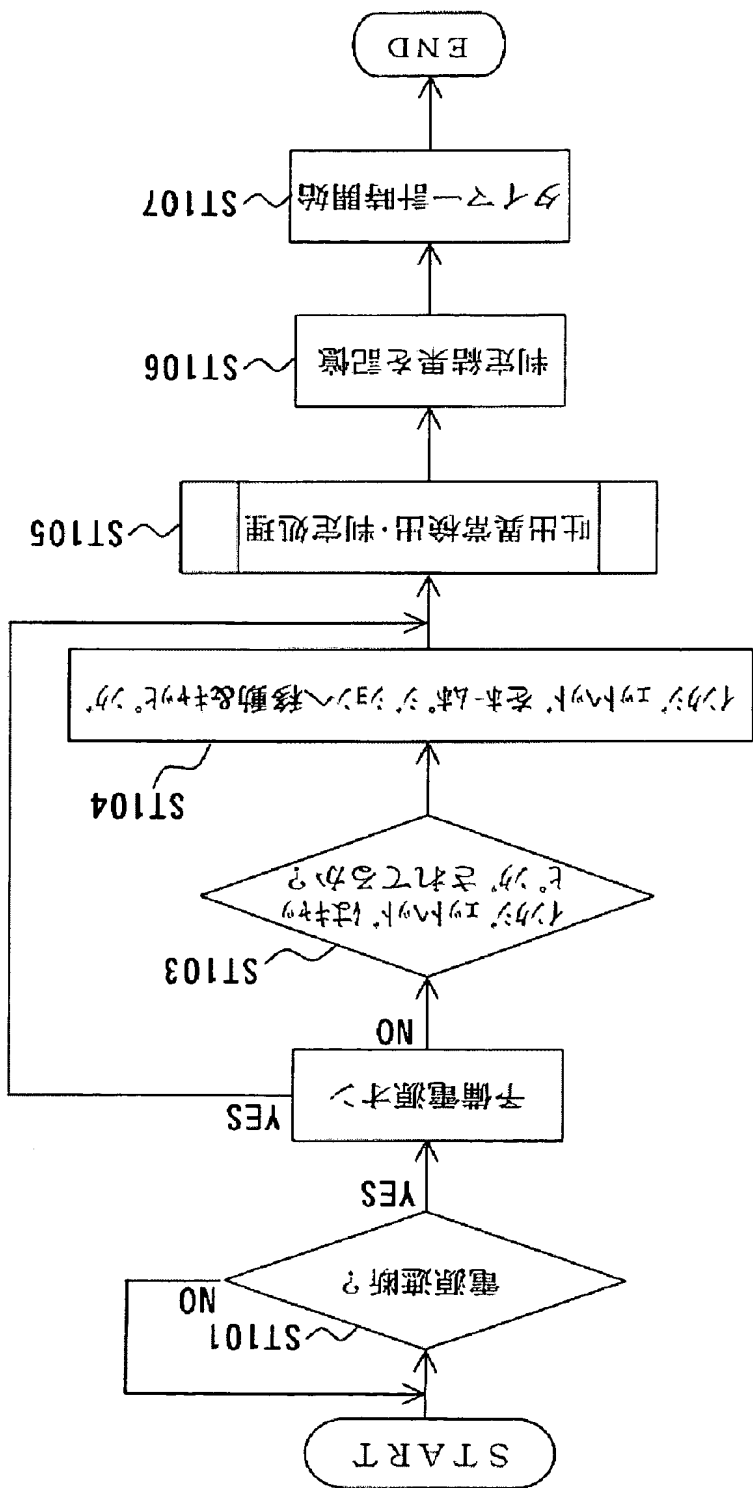 START
ST101
電源遮断?
NO
YES
予備電源オン
YES
NO
ST103
インクジェットヘッドはキャッ
ピングされてるか?
ST104
インクジェットヘッドをホームポジションへ移動&キャッピング
ST105
吐出異常検出・判定処理
ST106
判定結果を記憶
ST107
タイマー計時開始
END